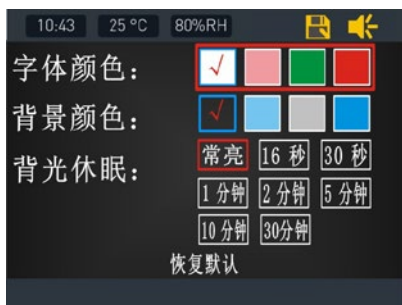 10:43 25 °C 80%RH
字体颜色：
背景颜色：
背光休眠： 常亮 16 秒 30 秒
1 分钟 2 分钟 5 分钟
10 分钟 30分钟
恢复默认